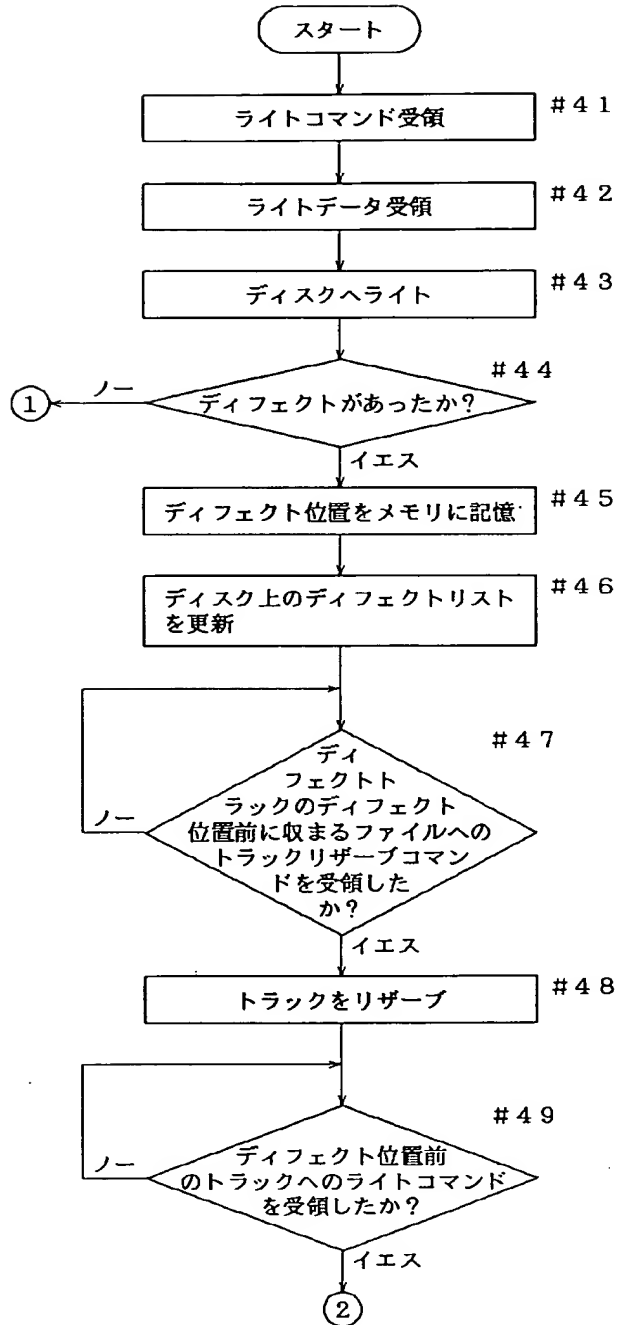 スタート
ライトコマンド受領
#41
ライトデータ受領
#42
ディスクへライト
#43
#44
ノー
①
ディフェクトがあったか?
イエス
ディフェクト位置をメモリに記憶
#45
ディスク上のディフェクトリスト
を更新
#46
#47
ディ
フェクトト
ラックのディフェクト
位置前に収まるファイルへの
トラックリザーブコマン
ドを受領した
か?
ノー
イエス
トラックをリザーブ
#48
#49
ディフェクト位置前
のトラックへのライトコマンド
を受領したか?
ノー
イエス
②